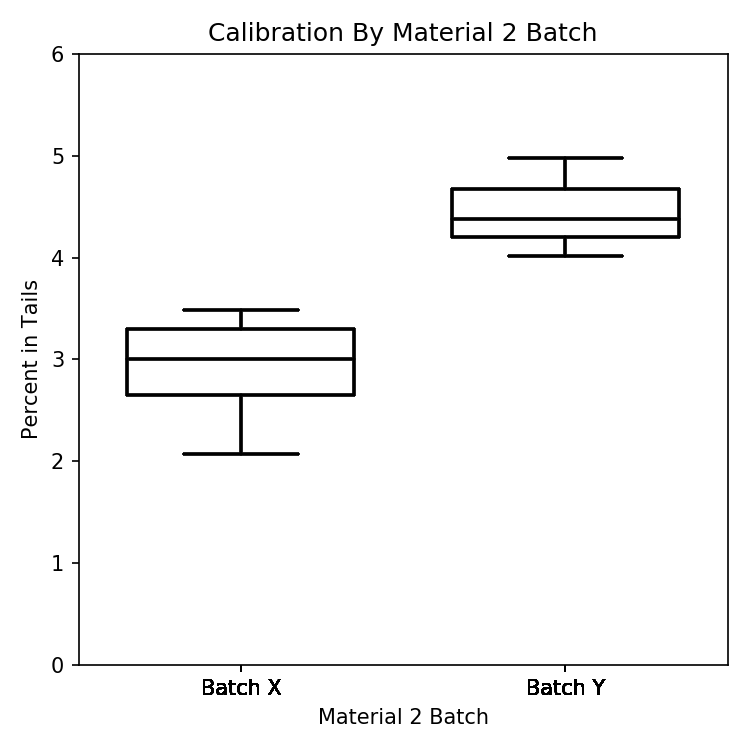 Calibration By Material 2 Batch
6
5
4
3
2
1
0
Percent in Tails
Batch X
Batch Y
Material 2 Batch